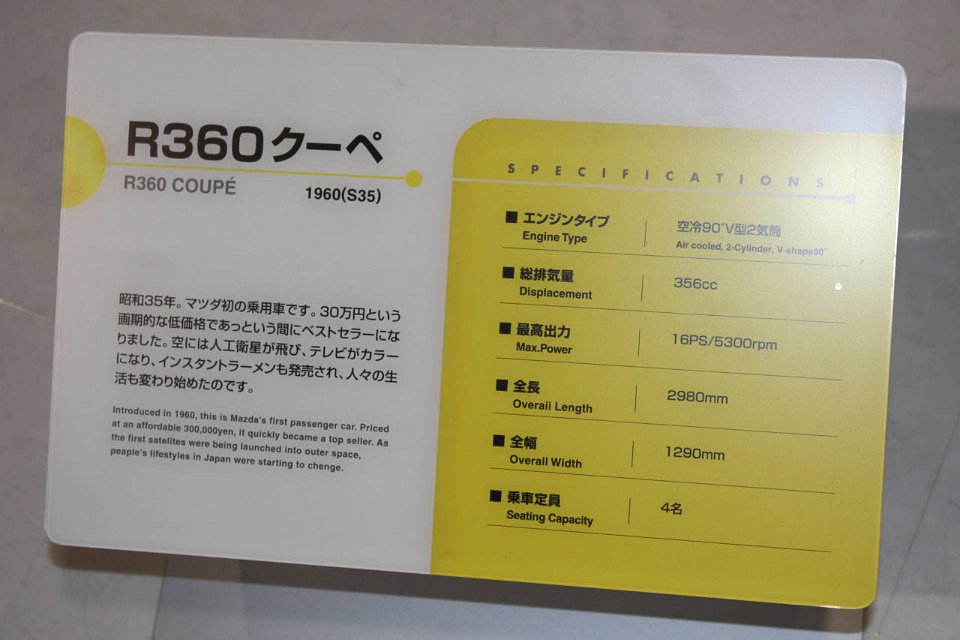 R360クーペ
R360 COUPÉ
1960(S35)
昭和35年。マツダ初の乗用車です。30万円という
画期的な低価格であっという間にベストセラーにな
りました。空には人工衛星が飛び、テレビがカラー
になり、インスタントラーメンも発売され、人々の生
活も変わり始めたのです。
Introduced in 1960, this is Mazda's first passenger car. Priced
at an affordable 300,000yen, it quickly became a top seller. As
the first satelites were being launched into outer space,
peaple's lifestyles in Japan were starting to chenge.
SPECIFICATIONS
■ エンジンタイプ 空冷90°V型2気筒
Engine Type Air cooled, 2-Cylinder, V-shape90°
■ 総排気量 356cc
Displacement
■ 最高出力 16PS/5300rpm
Max.Power
■ 全長 2980mm
Overaii Length
■ 全幅 1290mm
Overall Width
■ 乗車定員 4名
Seating Capacity